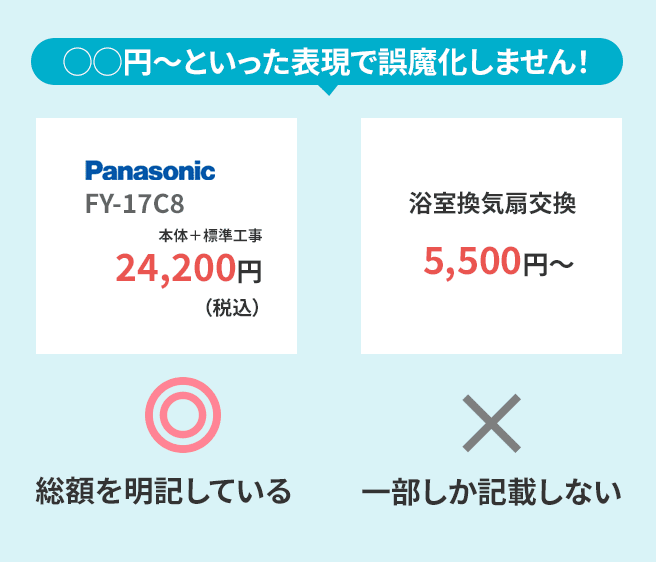 ○○円〜といった表現で誤魔化しません!
Panasonic
FY-17C8
本体＋標準工事
24,200円
（税込）
浴室換気扇交換
5,500円〜
総額を明記している
一部しか記載しない